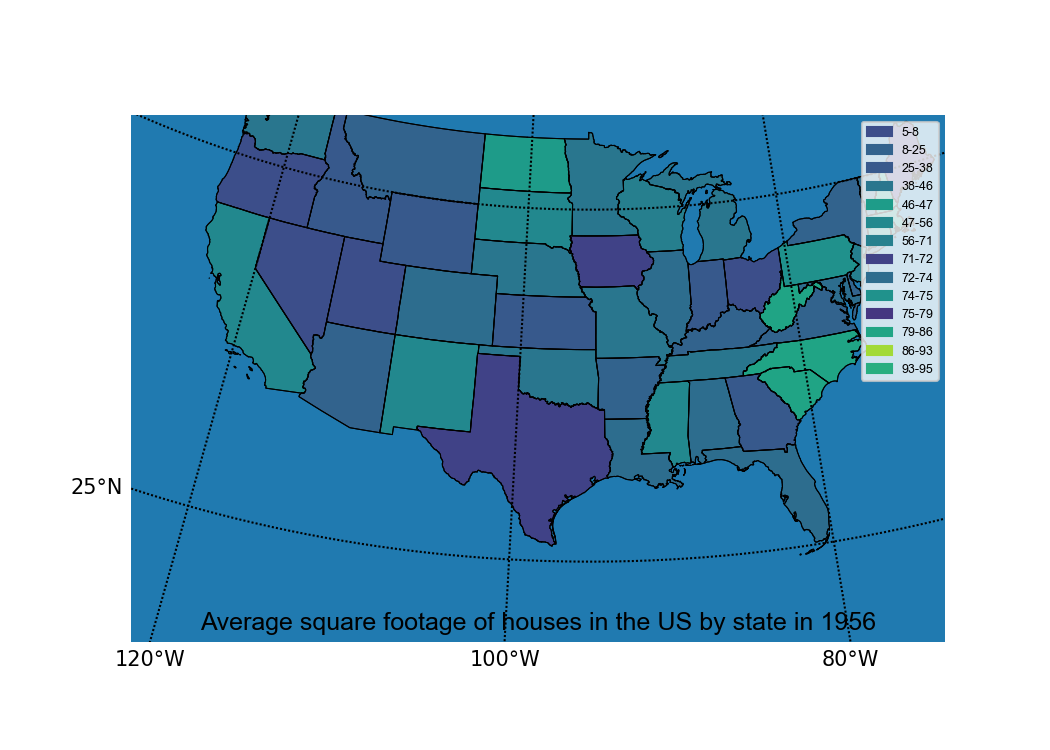 5-8
8-25
25-38
38-46
46-47
47-56
56-71
71-72
72-74
74-75
75-79
79-86
86-93
93-95
25°N
Average square footage of houses in the US by state in 1956
120°W
100°W
80°W